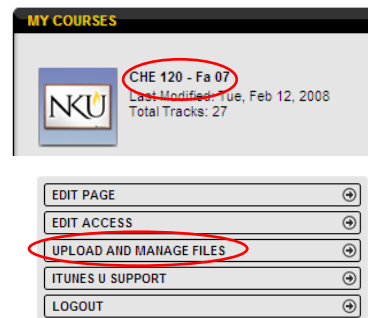 MY COURSES
CHE 120 - Fa 07
Last Modified: Tue, Feb 12, 2008
Total Tracks: 27
NKU
EDIT PAGE
EDIT ACCESS
UPLOAD AND MANAGE FILES
ITUNES U SUPPORT
LOGOUT